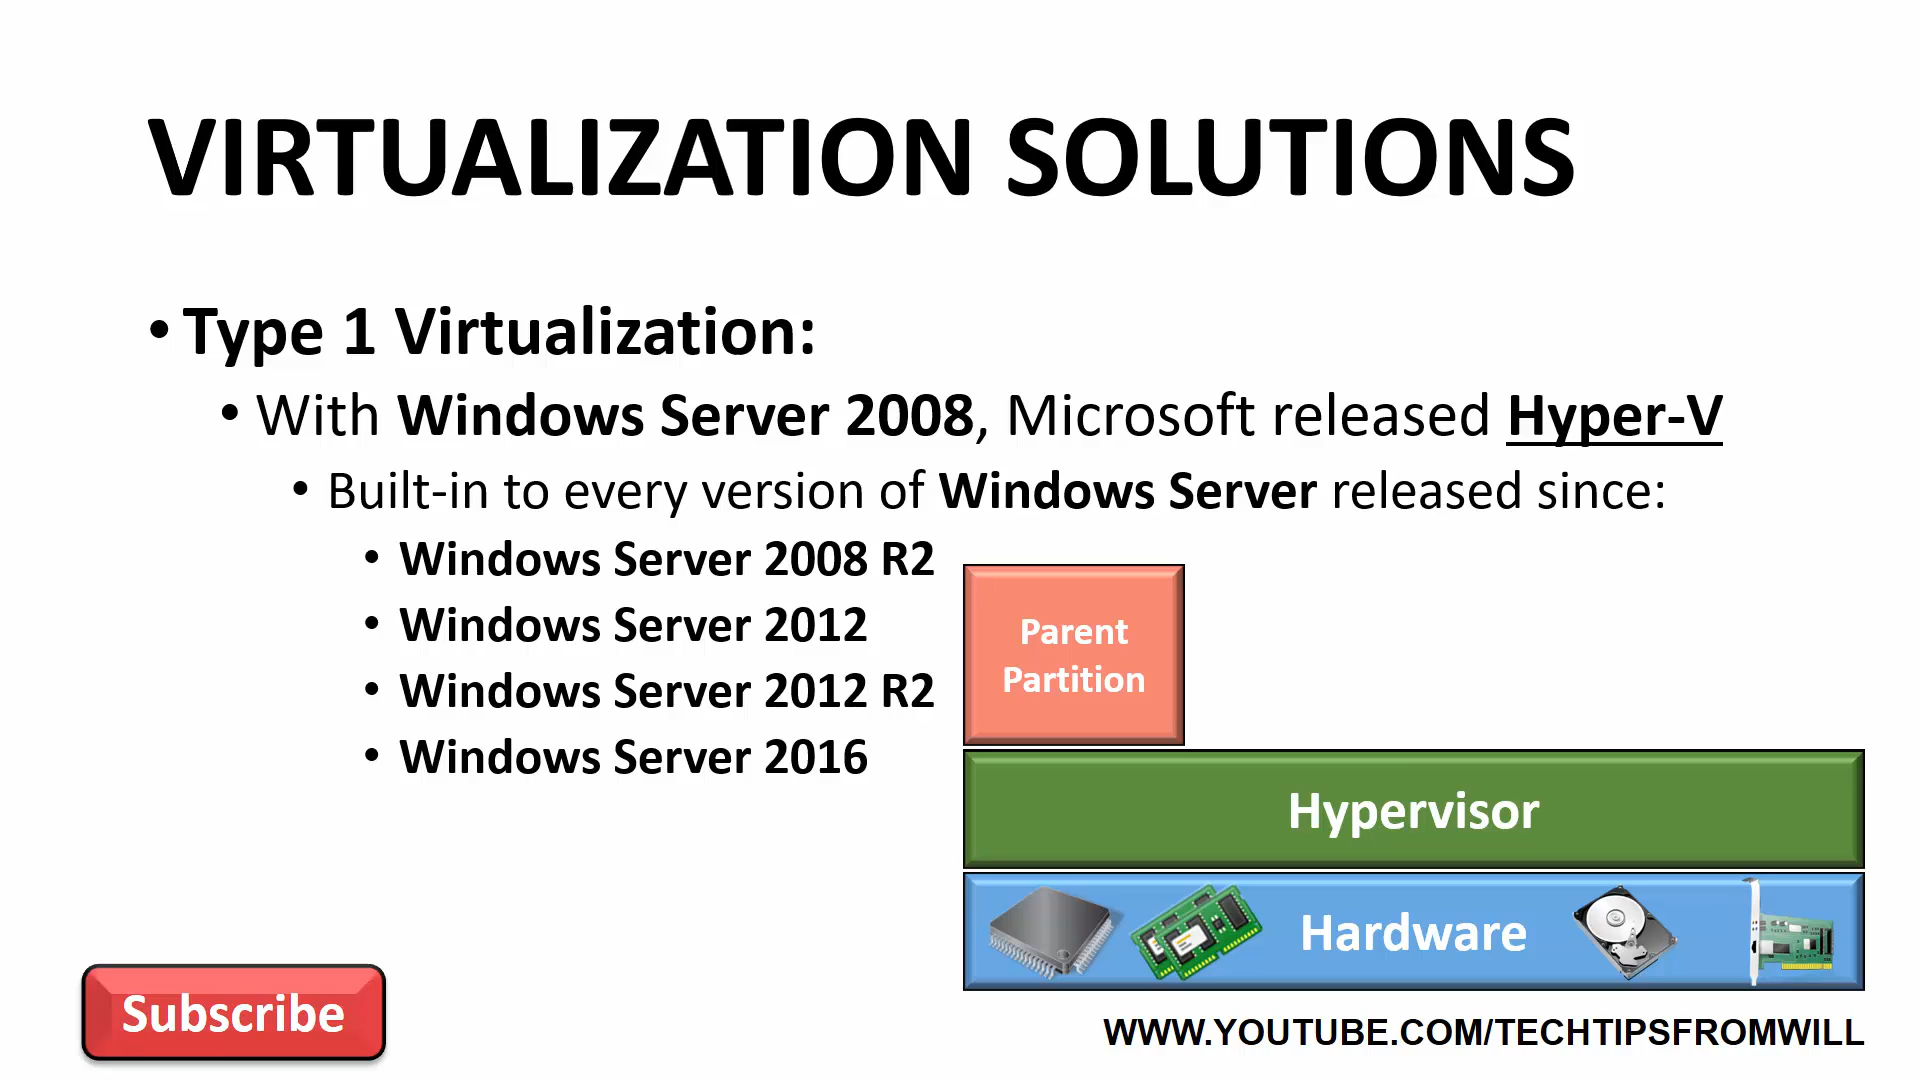 VIRTUALIZATION SOLUTIONS
• Type 1 Virtualization:
• With Windows Server 2008, Microsoft released Hyper-V
• Built-in to every version of Windows Server released since:
• Windows Server 2008 R2
• Windows Server 2012
• Windows Server 2012 R2
• Windows Server 2016
Parent
Partition
Hypervisor
Hardware
Subscribe
WWW.YOUTUBE.COM/TECHTIPSFROMWILL